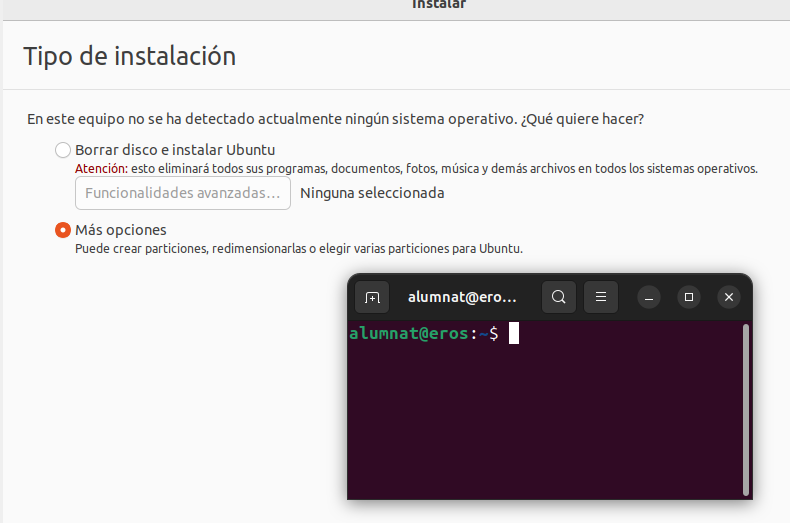 Instalar
Tipo de instalación
En este equipo no se ha detectado actualmente ningún sistema operativo. ¿Qué quiere hacer?
Borrar disco e instalar Ubuntu
Atención: esto eliminará todos sus programas, documentos, fotos, música y demás archivos en todos los sistemas operativos.
Funcionalidades avanzadas... Ninguna seleccionada
Más opciones
Puede crear particiones, redimensionarlas o elegir varias particiones para Ubuntu.
alumnat@ero...
alumnat@eros:~$